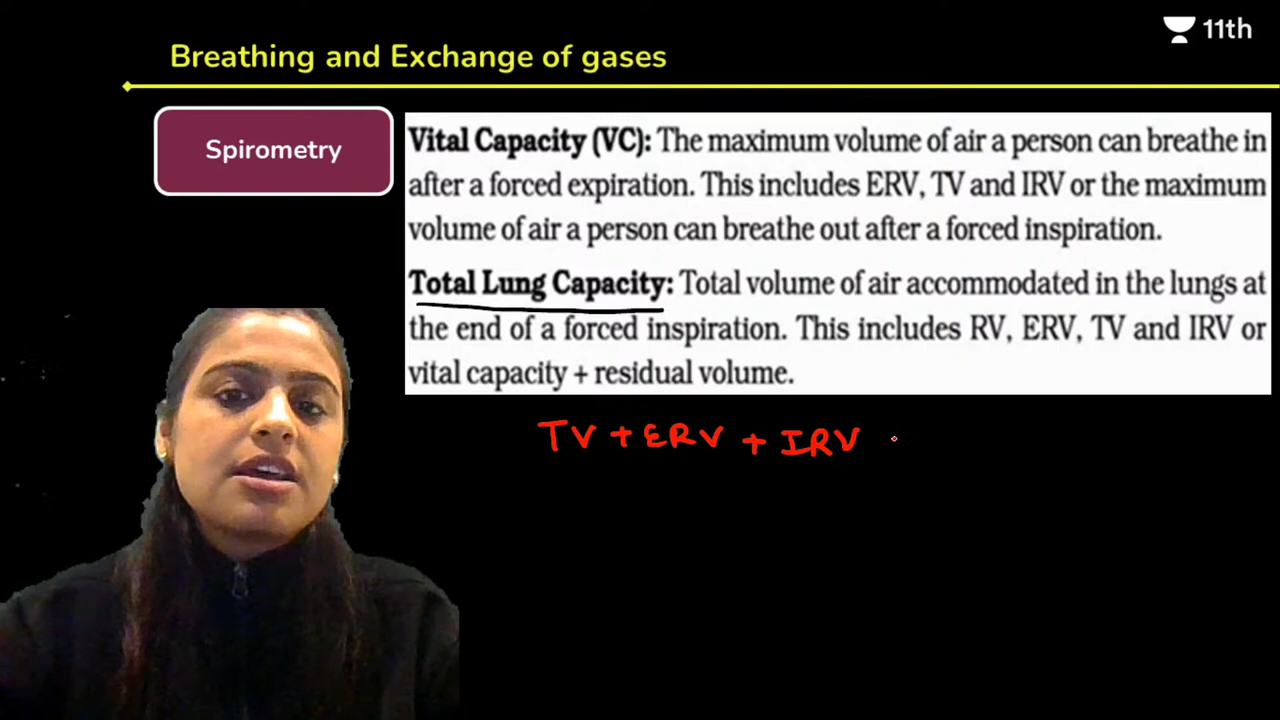 11th
Breathing and Exchange of gases
Spirometry
Vital Capacity (VC): The maximum volume of air a person can breathe in
after a forced expiration. This includes ERV, TV and IRV or the maximum
volume of air a person can breathe out after a forced inspiration.
Total Lung Capacity: Total volume of air accommodated in the lungs at
the end of a forced inspiration. This includes RV, ERV, TV and IRV or
vital capacity + residual volume.
TV + ERV + IRV